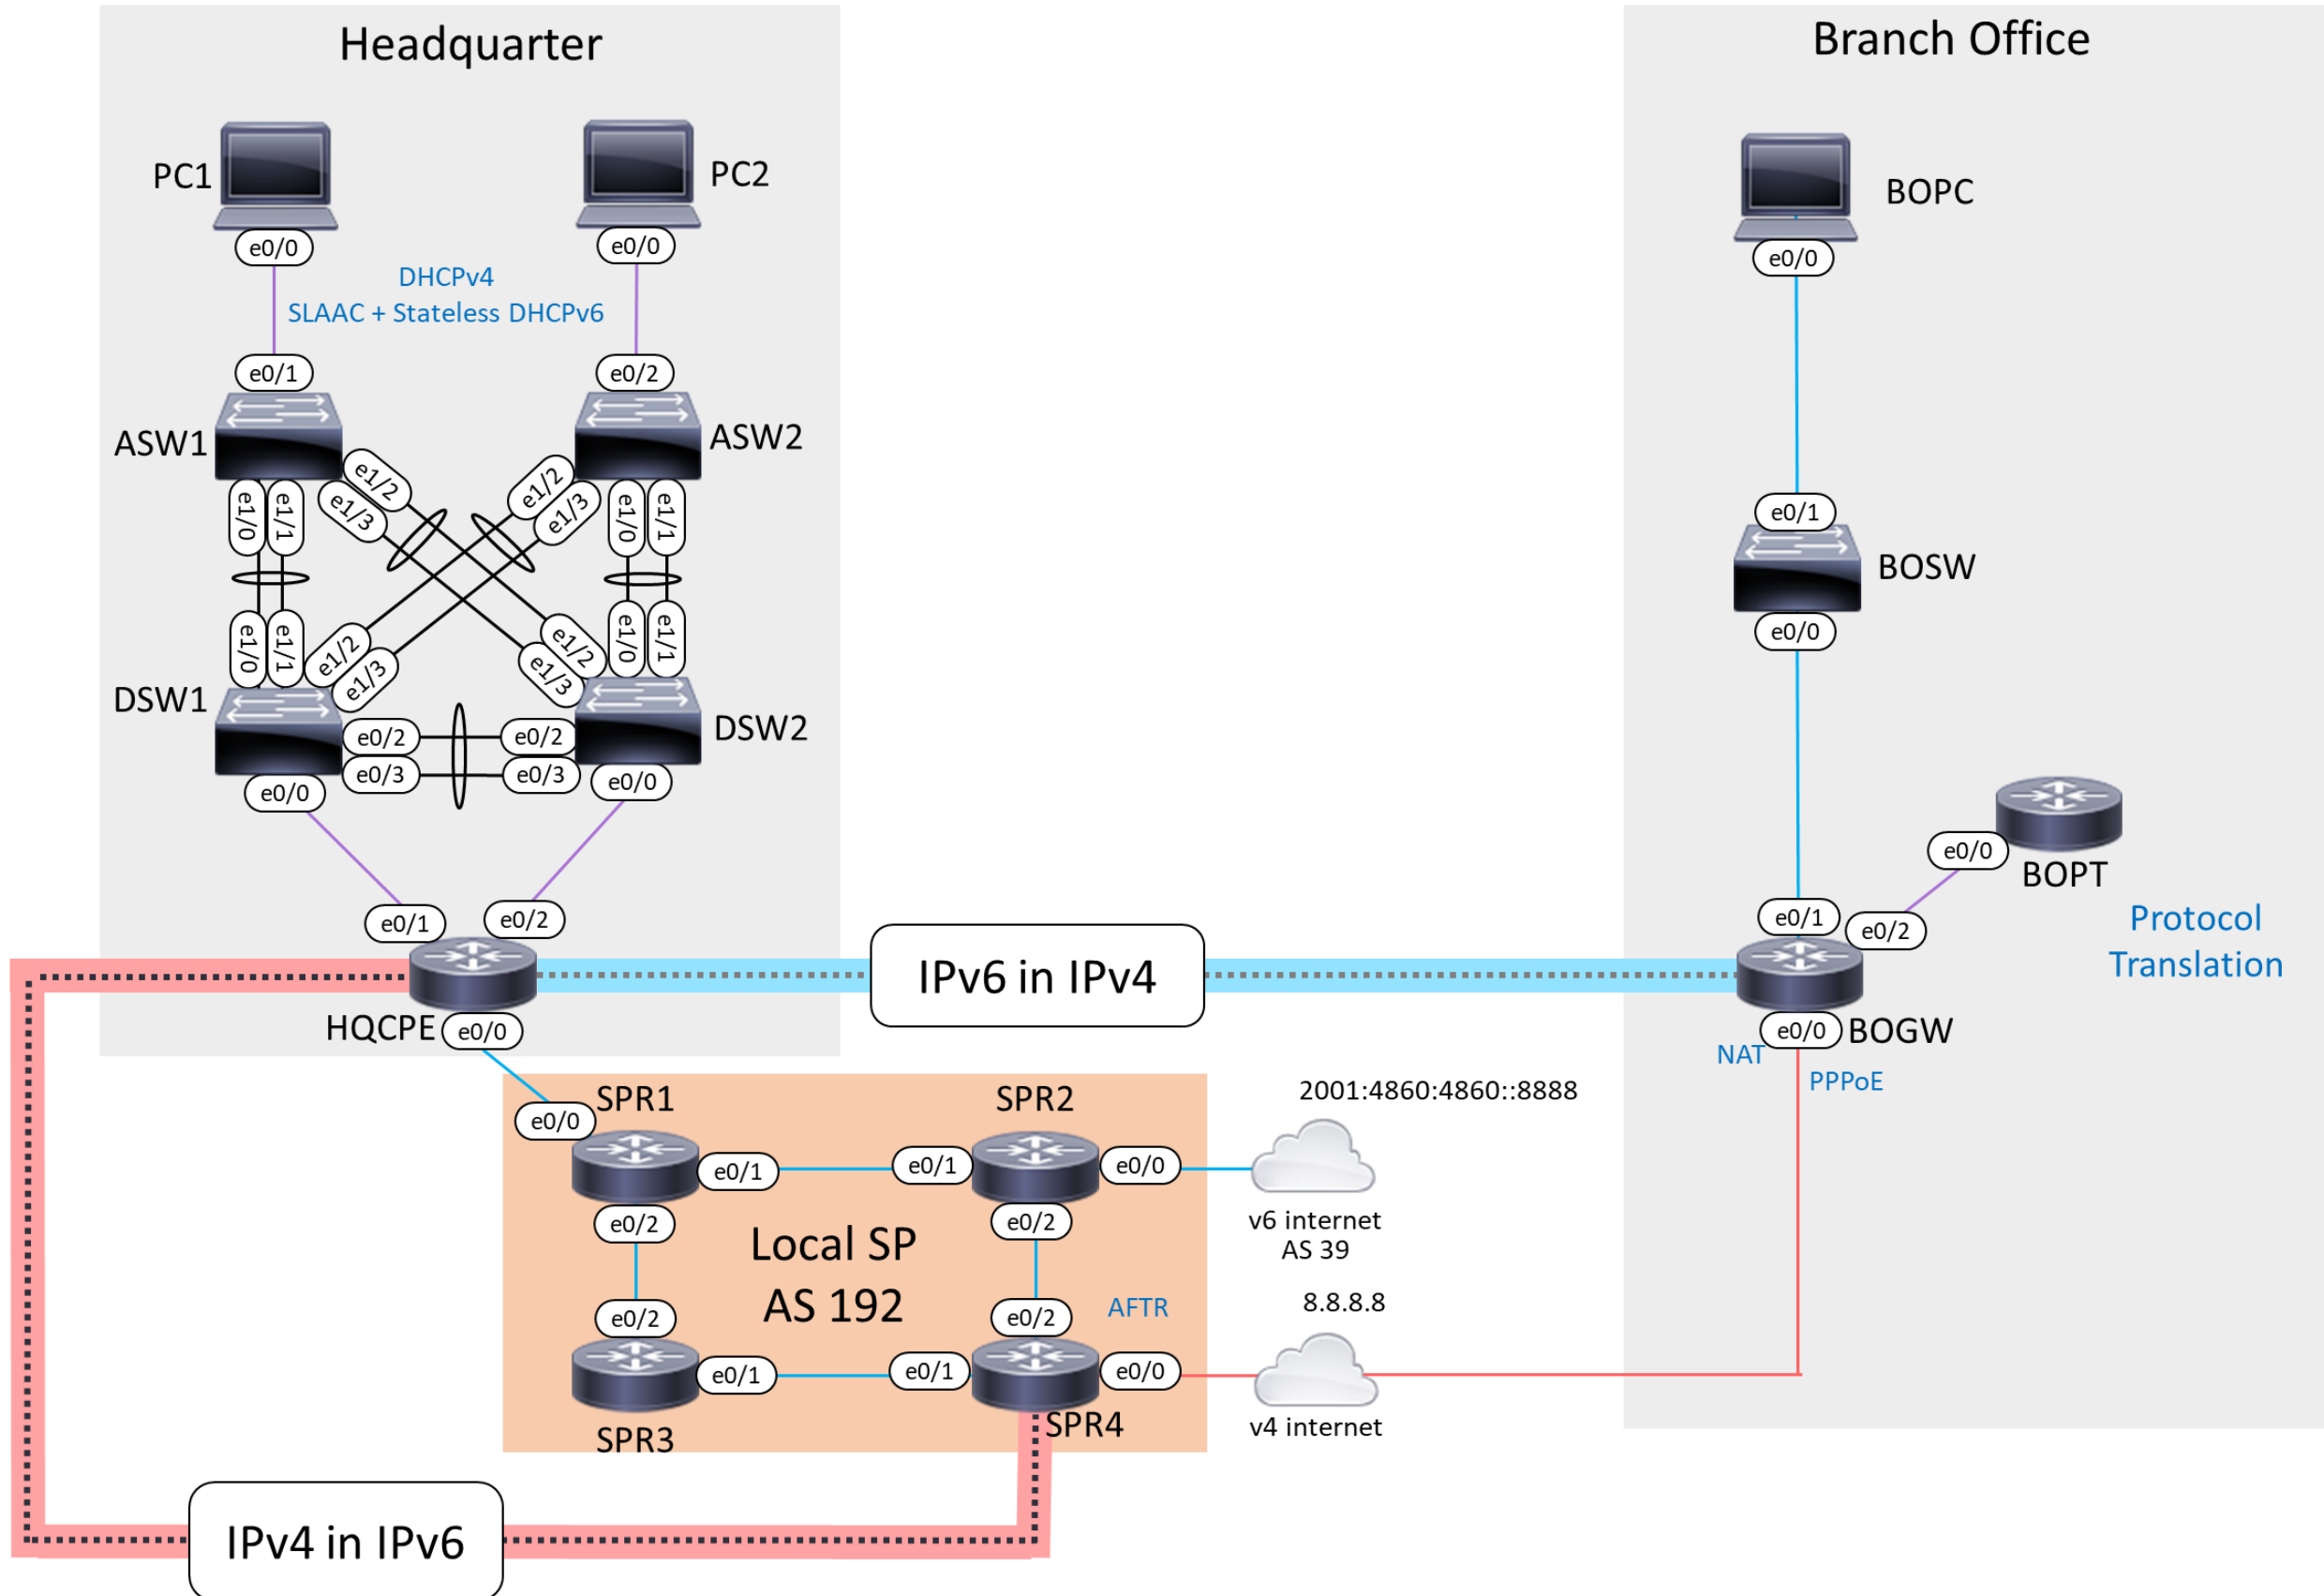 Headquarter
Branch Office
PC1
PC2
BOPC
e0/0
e0/0
e0/0
DHCPv4
SLAAC + Stateless DHCPv6
e0/1
e0/2
ASW1
ASW2
e1/2
e1/3
e1/2
e1/3
e1/0
e1/1
e1/0
e1/1
e0/1
BOSW
e0/0
e1/0
e1/1
e1/2
e1/3
e1/2
e1/3
e1/0
e1/1
DSW1
DSW2
e0/2
e0/2
e0/3
e0/3
e0/0
e0/0
e0/0
BOPT
e0/1
e0/2
e0/1
e0/2
Protocol
Translation
IPv6 in IPv4
HQCPE
e0/0
e0/0
BOGW
NAT
PPPoE
SPR1
SPR2
2001:4860:4860::8888
e0/0
e0/1
e0/1
e0/0
e0/2
e0/2
v6 internet
AS 39
Local SP
AS 192
AFTR
8.8.8.8
e0/2
e0/2
e0/1
e0/1
e0/0
SPR3
SPR4
v4 internet
IPv4 in IPv6